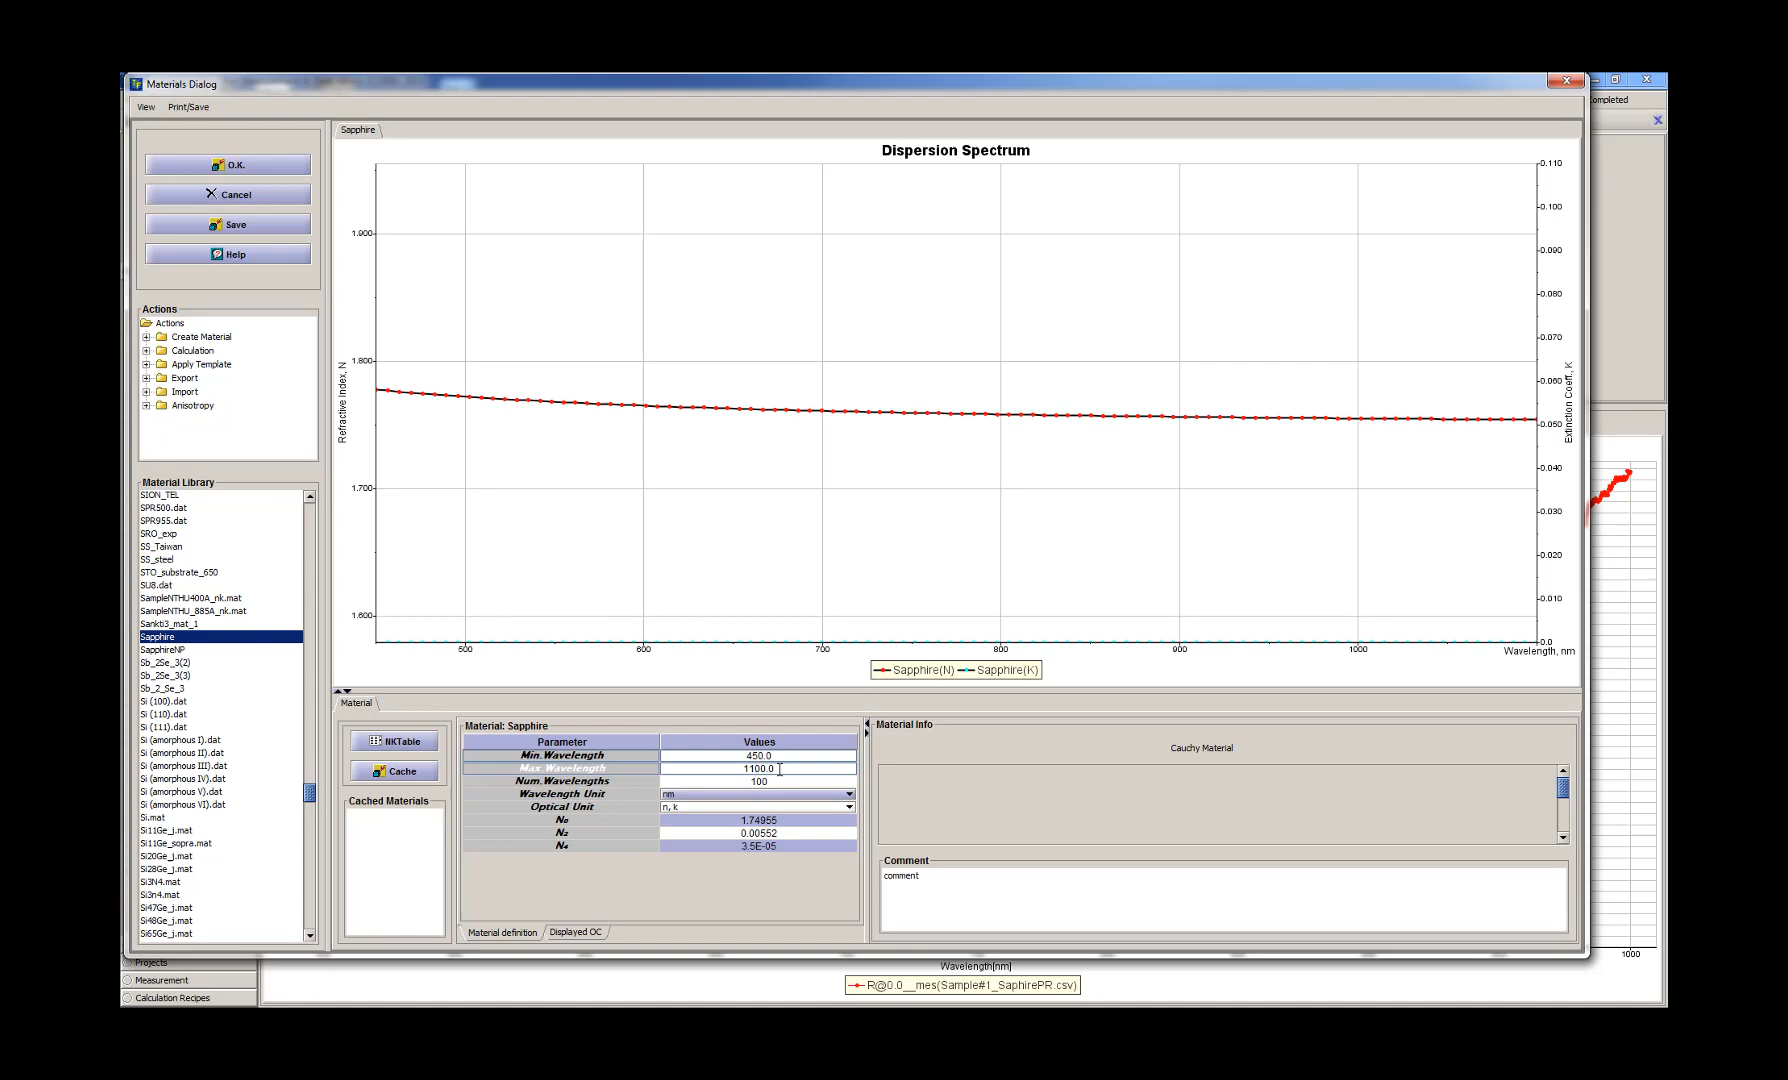 Materials Dialog
View Print/Save
ompleted
O.K.
Cancel
Save
Help
Actions
Actions
Create Material
Calculation
Apply Template
Export
Import
Anisotropy
Material Library
SION_TEL
SPR500.dat
SPR955.dat
SRO_exp
SS_Taiwan
SS_steel
STO_substrate_650
SU8.dat
SampleNTHU400A_nk.mat
SampleNTHU_885A_nk.mat
Sankti3_mat_1
Sapphire
SapphireNP
Sb_2Se_3(2)
Sb_2Se_3(3)
Sb_2_Se_3
Si (100).dat
Si (110).dat
Si (111).dat
Si (amorphous I).dat
Si (amorphous II).dat
Si (amorphous III).dat
Si (amorphous IV).dat
Si (amorphous V).dat
Si (amorphous VI).dat
Si.mat
Si11Ge_j.mat
Si11Ge_sopra.mat
Si20Ge_j.mat
Si28Ge_j.mat
Si3N4.mat
Si3n4.mat
Si47Ge_j.mat
Si48Ge_j.mat
Si65Ge_j.mat
Sapphire
Dispersion Spectrum
Refractive Index, N
1.900
1.800
1.700
1.600
0.110
0.100
0.090
0.080
0.070
0.060
0.050
0.040
0.030
0.020
0.010
0.0
Extinction Coeff., K
500 600 700 800 900 1000 Wavelength, nm
Sapphire(N) Sapphire(K)
Material
NKTable
Cache
Cached Materials
Material: Sapphire
Parameter Values
Min.Wavelength 450.0
Max.Wavelength 1100.0
Num.Wavelengths 100
Wavelength Unit nm
Optical Unit n, k
N₀ 1.74955
N₂ 0.00552
N₄ 3.5E-05
Material definition Displayed OC
Material Info
Cauchy Material
Comment
comment
Projects
Measurement
Calculation Recipes
1000
Wavelength[nm]
R@0.0__mes(Sample#1_SaphirePR.csv)